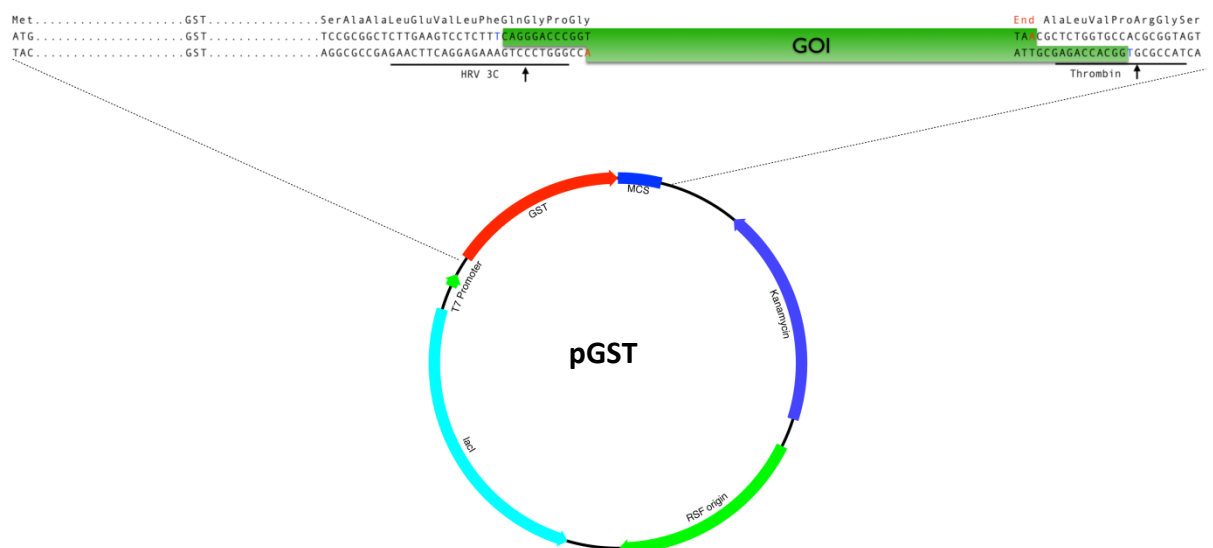 Met..................GST....................SerAlaAlaLeuGluValLeuPheGlnGlyProGly End AlaLeuValProArgGlySer
ATG..................GST....................TCCGCGGCTCTTGAAGTCCTCTTTCAGGGACCCGGT GOI TAACGCTCTGGTGCCACGCGGTAGT
TAC..................GST....................AGGCGCCGAGAACTTCAGGAGAAAGTCCCTGGGCCA ATTGCGAGACCACGGTGCGCCATCA
HRV 3C Thrombin
MCS
GST
T7 Promoter
Kanamycin
pGST
lacI
RSF origin